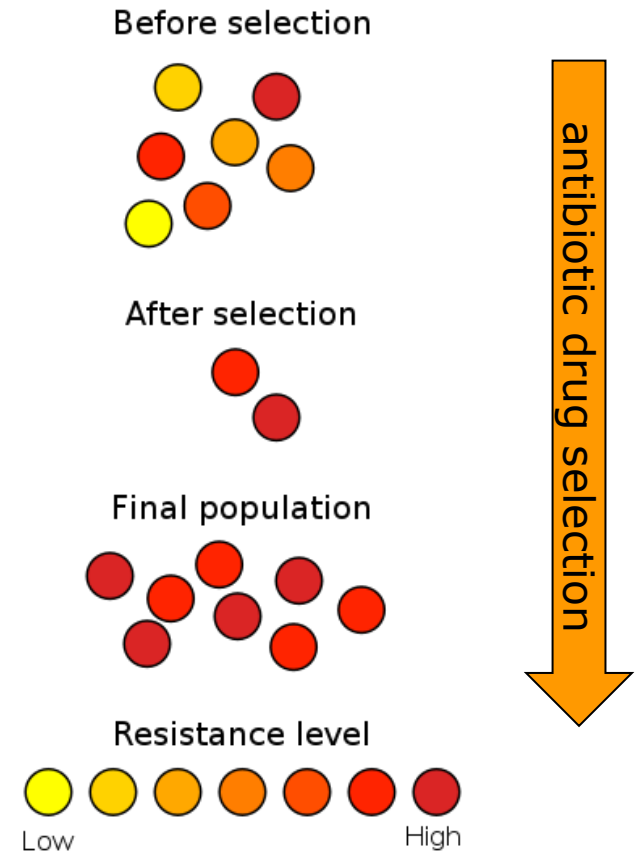 Before selection
antibiotic drug selection
After selection
Final population
Resistance level
Low
High